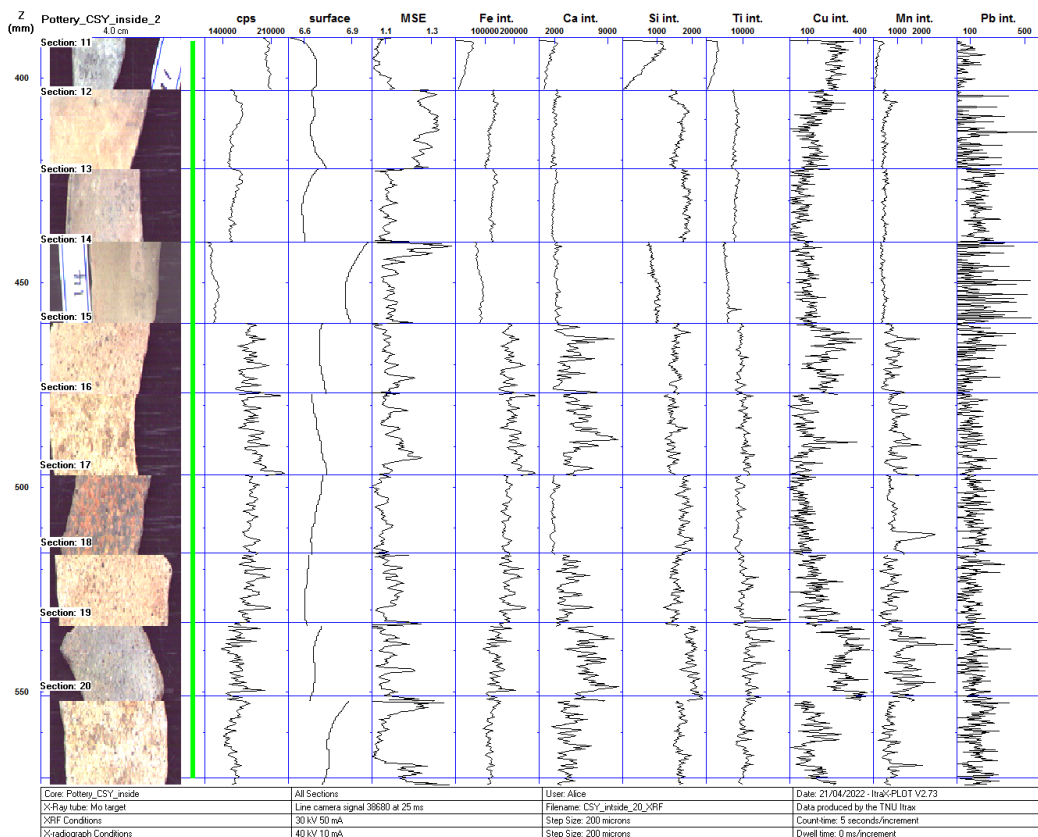 Z (mm) Pottery_CSY_inside_2 cps surface MSE Fe int. Ca int. Si int. Ti int. Cu int. Mn int. Pb int.
4.0 cm 140000 210000 6.6 6.9 1.1 1.3 100000 200000 2000 9000 1000 2000 10000 100 400 1000 2000 100 500
Section: 11
400
Section: 12
Section: 13
Section: 14
14
450
Section: 15
Section: 16
Section: 17
500
Section: 18
Section: 19
Section: 20
550
Core: Pottery_CSY_inside All Sections User: Alice Date: 21/04/2022 - ItraX-PLOT V2.73
X-Ray tube: Mo target Line camera signal 38680 at 25 ms Filename: CSY_intside_20_XRF Data produced by the TNU Itrax
XRF Conditions 30 kV 50 mA Step Size: 200 microns Count-time: 5 seconds/increment
X-radiograph Conditions 40 kV 10 mA Step Size: 200 microns Dwell time: 0 ms/increment